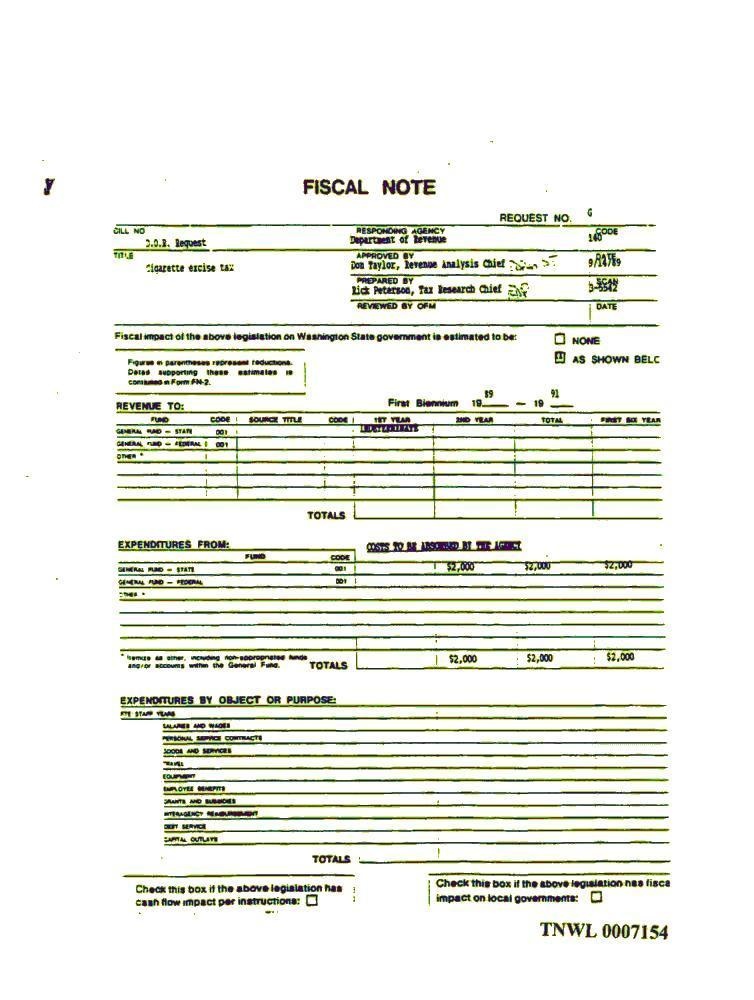 FISCAL NOTE
REQUEST NO. G
BILL NO
D.O.R. Request
RESPONDING AGENCY
Department of Revenue
CODE
140
TITLE
Cigarette excise tax
APPROVED BY
Don Taylor, Revenue Analysis Chief
DATE
9/14/89
PREPARED BY
Rick Peterson, Tax Research Chief
SCAN
3-5542
REVIEWED BY OFM
DATE
Fiscal impact of the above legislation on Washington State government is estimated to be:
NONE
AS SHOWN BELC
Figures in parentheses represent reductions.
Detail supporting these estimates is
contained in Form FN-2.
REVENUE TO:
First Biennium 19 89 — 19 91
FUND CODE SOURCE TITLE CODE 1ST YEAR 2ND YEAR TOTAL FIRST SIX YEAR
GENERAL FUND — STATE 001 INDETERMINATE
GENERAL FUND — FEDERAL 001
OTHER *
TOTALS
EXPENDITURES FROM: COSTS TO BE ABSORBED BY THE AGENCY
FUND CODE
GENERAL FUND — STATE 001 $2,000 $2,000 $2,000
GENERAL FUND — FEDERAL 001
OTHER *
* Itemize as other, including non-appropriated funds
and/or accounts within the General Fund. TOTALS $2,000 $2,000 $2,000
EXPENDITURES BY OBJECT OR PURPOSE:
FTE STAFF YEARS
SALARIES AND WAGES
PERSONAL SERVICE CONTRACTS
GOODS AND SERVICES
TRAVEL
EQUIPMENT
EMPLOYEE BENEFITS
GRANTS AND SUBSIDIES
INTERAGENCY REIMBURSEMENT
DEBT SERVICE
CAPITAL OUTLAYS
TOTALS
Check this box if the above legislation has
cash flow impact per instructions:
Check this box if the above legislation has fisca
impact on local governments:
TNWL 0007154